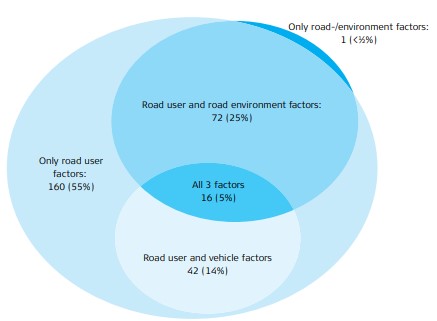 Only road-/environment factors:
1 (<½%)
Road user and road environment factors:
72 (25%)
Only road user
factors:
160 (55%)
All 3 factors
16 (5%)
Road user and vehicle factors
42 (14%)